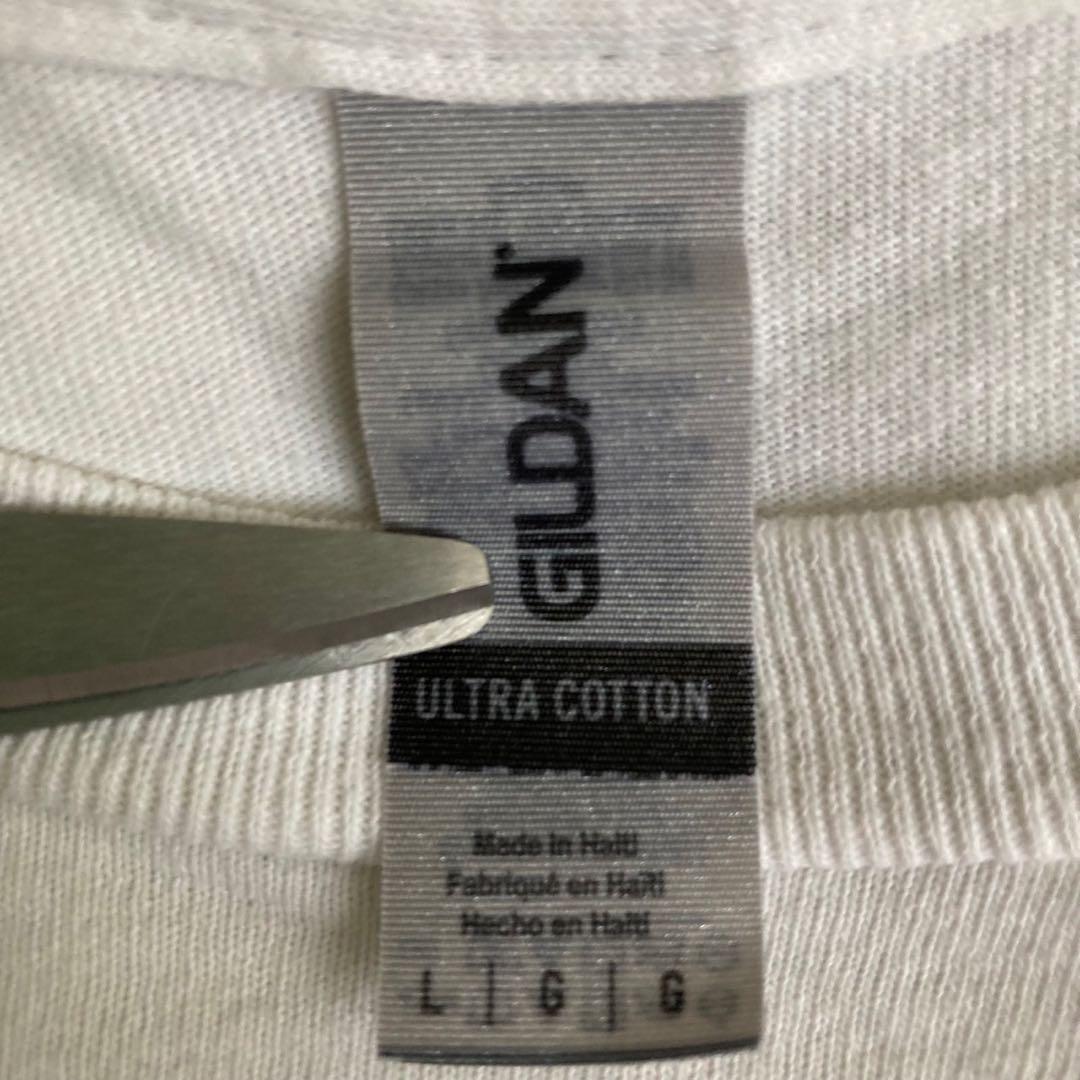 GILDAN
ULTRA COTTON
Made in Haiti
Fabriqué en Haïti
Hecho en Haití
L | G | G